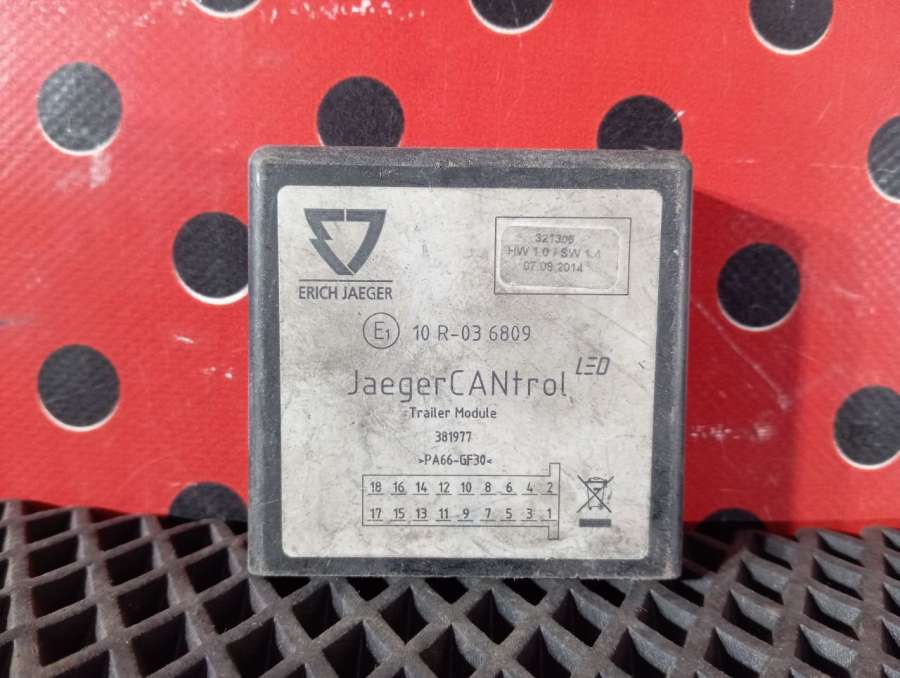 ERICH JAEGER
321306
HW 1.0 / SW 1.4
07.08.2014
E1 10 R-03 6809
JaegerCANtrol LED
Trailer Module
381977
>PA66-GF30<
18 16 14 12 10 8 6 4 2
17 15 13 11 9 7 5 3 1